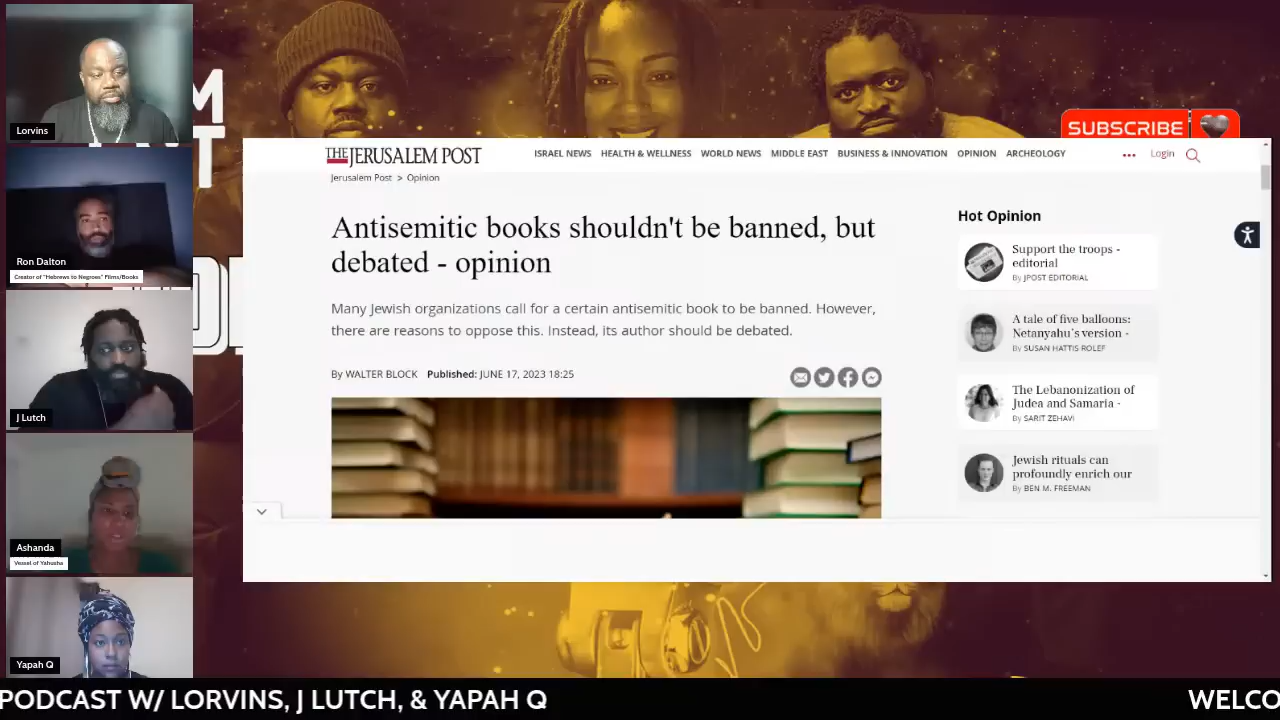 Lorvins
Ron Dalton
Creator of "Hebrews to Negroes" Films/Books
J Lutch
Ashanda
Vessel of Yahusha
Yapah Q
SUBSCRIBE
THE JERUSALEM POST
ISRAEL NEWS HEALTH & WELLNESS WORLD NEWS MIDDLE EAST BUSINESS & INNOVATION OPINION ARCHEOLOGY
••• Login
Jerusalem Post > Opinion
Antisemitic books shouldn't be banned, but
debated - opinion
Many Jewish organizations call for a certain antisemitic book to be banned. However,
there are reasons to oppose this. Instead, its author should be debated.
By WALTER BLOCK Published: JUNE 17, 2023 18:25
Hot Opinion
Support the troops -
editorial
By JPOST EDITORIAL
A tale of five balloons:
Netanyahu's version -
By SUSAN HATTIS ROLEF
The Lebanonization of
Judea and Samaria -
By SARIT ZEHAVI
Jewish rituals can
profoundly enrich our
By BEN M. FREEMAN
PODCAST W/ LORVINS, J LUTCH, & YAPAH Q
WELCO